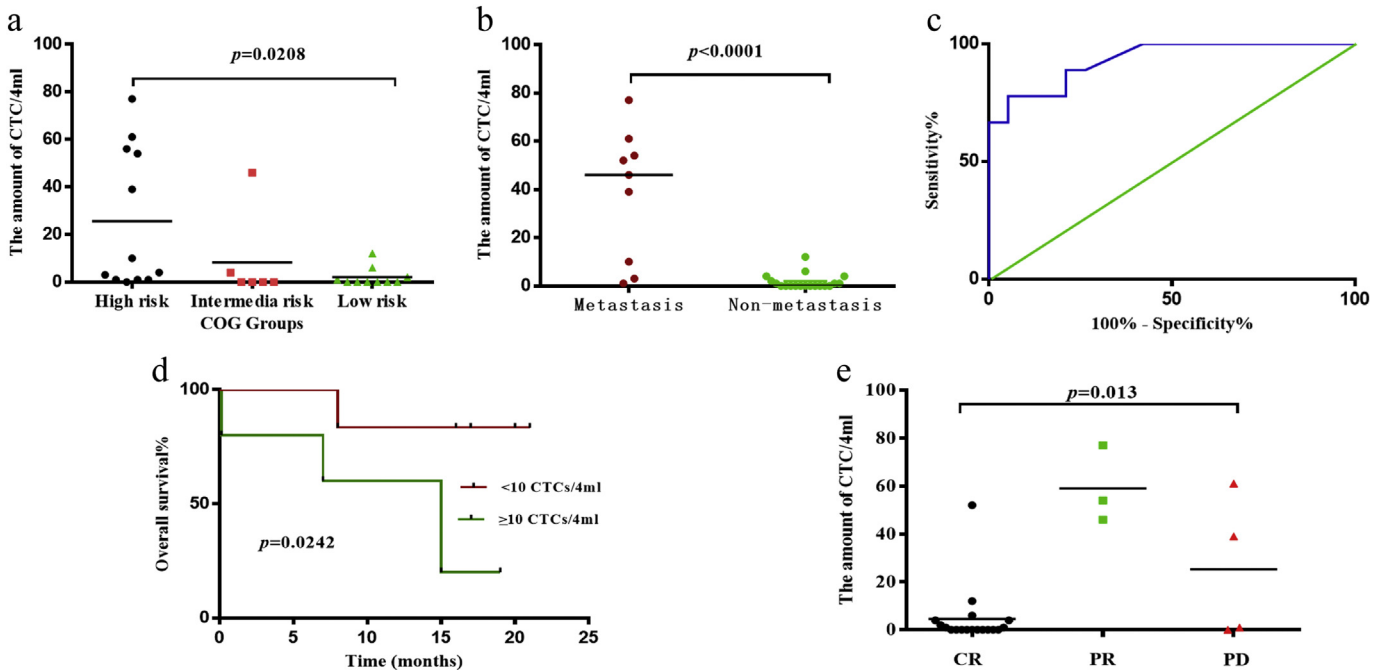 a
The amount of CTC/4ml
100
80
60
40
20
0
p=0.0208
High risk
Intermedia risk
Low risk
COG Groups
b
The amount of CTC/4ml
100
80
60
40
20
0
p<0.0001
Metastasis
Non-metastasis
c
Sensitivity%
100
50
0
0
50
100
100% - Specificity%
d
Overall survival%
100
50
0
<10 CTCs/4ml
≥10 CTCs/4ml
p=0.0242
0
5
10
15
20
25
Time (months)
e
The amount of CTC/4ml
100
80
60
40
20
0
p=0.013
CR
PR
PD